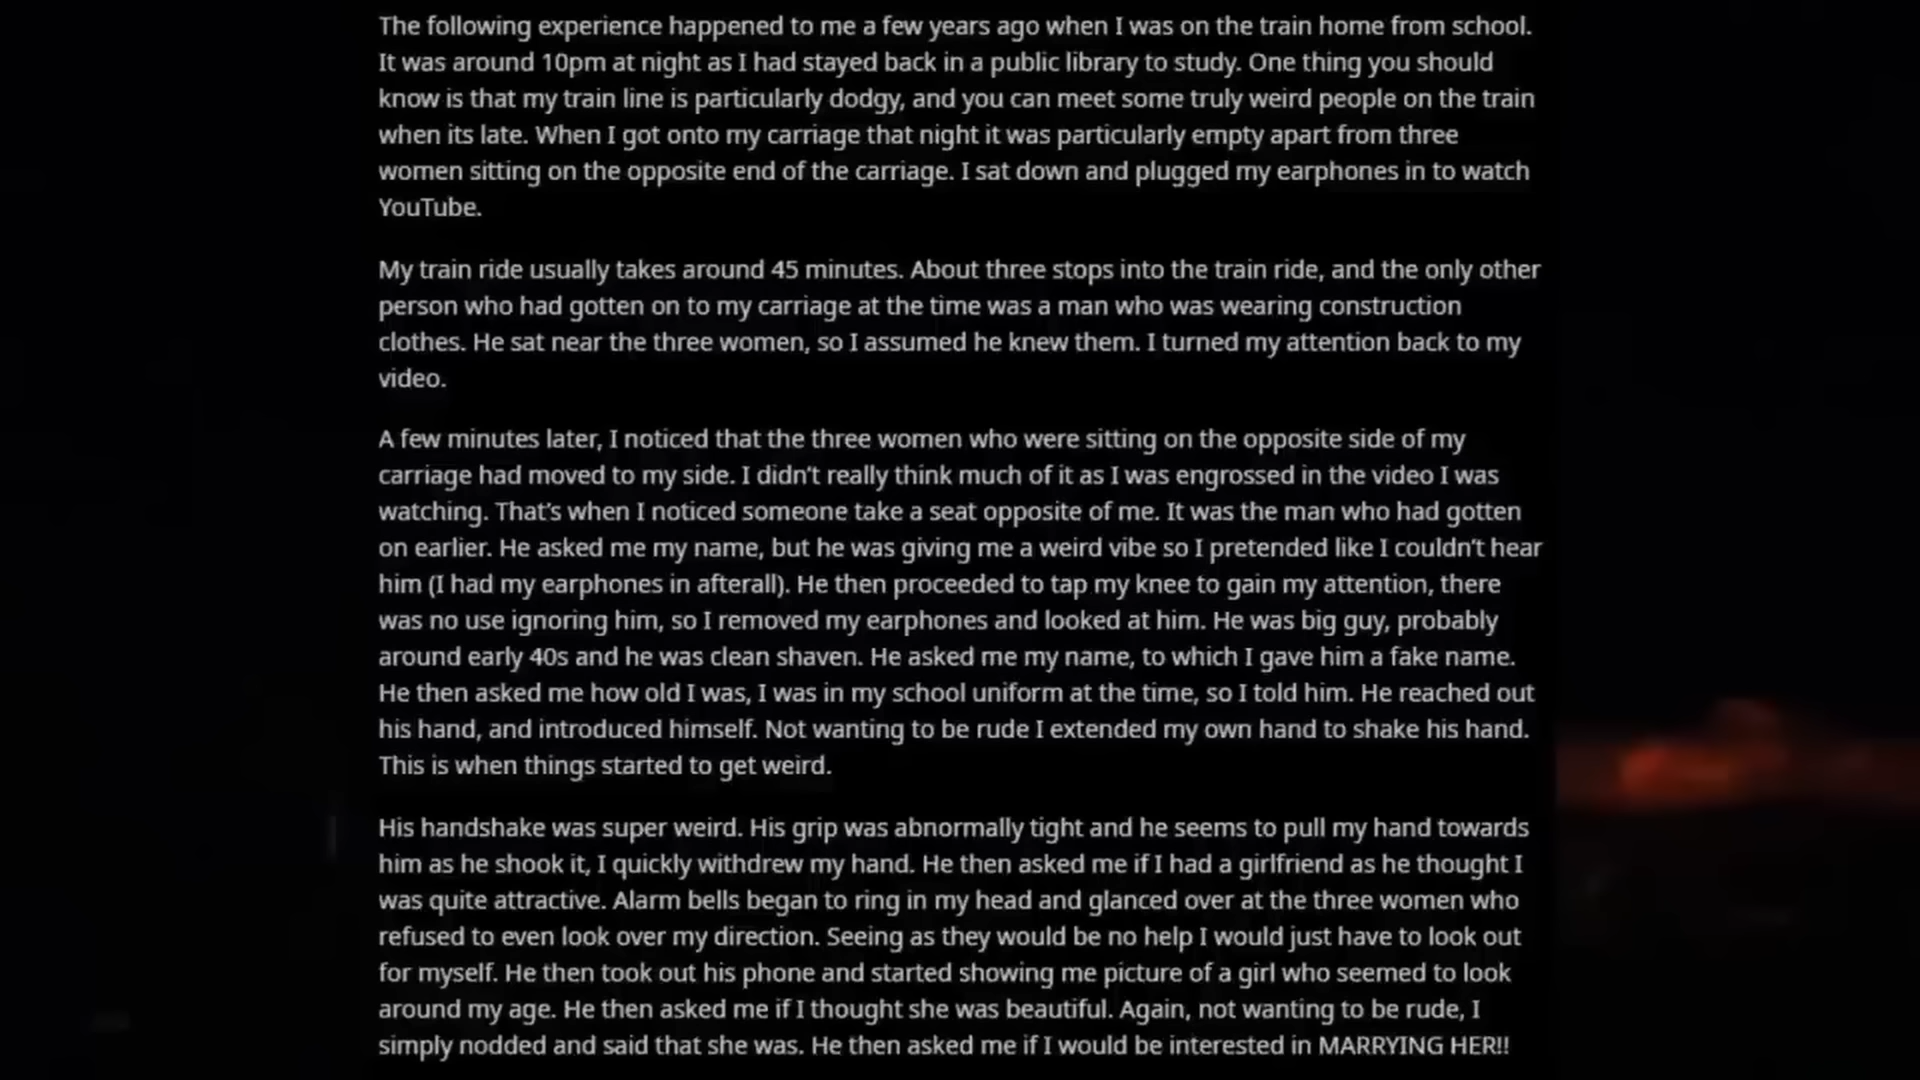 The following experience happened to me a few years ago when I was on the train home from school.
It was around 10pm at night as I had stayed back in a public library to study. One thing you should
know is that my train line is particularly dodgy, and you can meet some truly weird people on the train
when its late. When I got onto my carriage that night it was particularly empty apart from three
women sitting on the opposite end of the carriage. I sat down and plugged my earphones in to watch
YouTube.
My train ride usually takes around 45 minutes. About three stops into the train ride, and the only other
person who had gotten on to my carriage at the time was a man who was wearing construction
clothes. He sat near the three women, so I assumed he knew them. I turned my attention back to my
video.
A few minutes later, I noticed that the three women who were sitting on the opposite side of my
carriage had moved to my side. I didn't really think much of it as I was engrossed in the video I was
watching. That's when I noticed someone take a seat opposite of me. It was the man who had gotten
on earlier. He asked me my name, but he was giving me a weird vibe so I pretended like I couldn't hear
him (I had my earphones in afterall). He then proceeded to tap my knee to gain my attention, there
was no use ignoring him, so I removed my earphones and looked at him. He was big guy, probably
around early 40s and he was clean shaven. He asked me my name, to which I gave him a fake name.
He then asked me how old I was, I was in my school uniform at the time, so I told him. He reached out
his hand, and introduced himself. Not wanting to be rude I extended my own hand to shake his hand.
This is when things started to get weird.
His handshake was super weird. His grip was abnormally tight and he seems to pull my hand towards
him as he shook it, I quickly withdrew my hand. He then asked me if I had a girlfriend as he thought I
was quite attractive. Alarm bells began to ring in my head and glanced over at the three women who
refused to even look over my direction. Seeing as they would be no help I would just have to look out
for myself. He then took out his phone and started showing me picture of a girl who seemed to look
around my age. He then asked me if I thought she was beautiful. Again, not wanting to be rude, I
simply nodded and said that she was. He then asked me if I would be interested in MARRYING HER!!